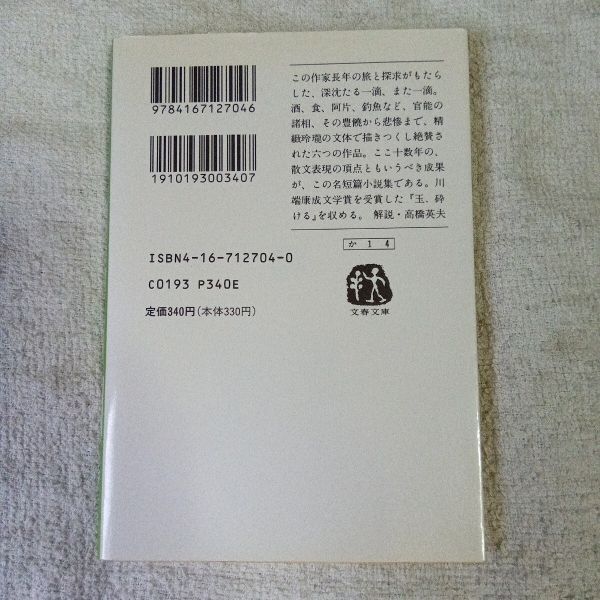 9784167127046
1910193003407
ISBN4-16-712704-0
C0193 P340E
定価340円(本体330円)
この作家長年の旅と探求がもたら
した、深沈たる一滴、また一滴。
酒、食、阿片、釣魚など、官能の
諸相、その豊饒から悲惨まで、精
緻玲瓏の文体で描きつくし絶賛され
た六つの作品。ここ十数年の、
散文表現の頂点ともいうべき成果
が、この名短篇小説集である。川
端康成文学賞を受賞した『玉、砕
ける』を収める。 解説・高橋英夫
か 1 4
文春文庫